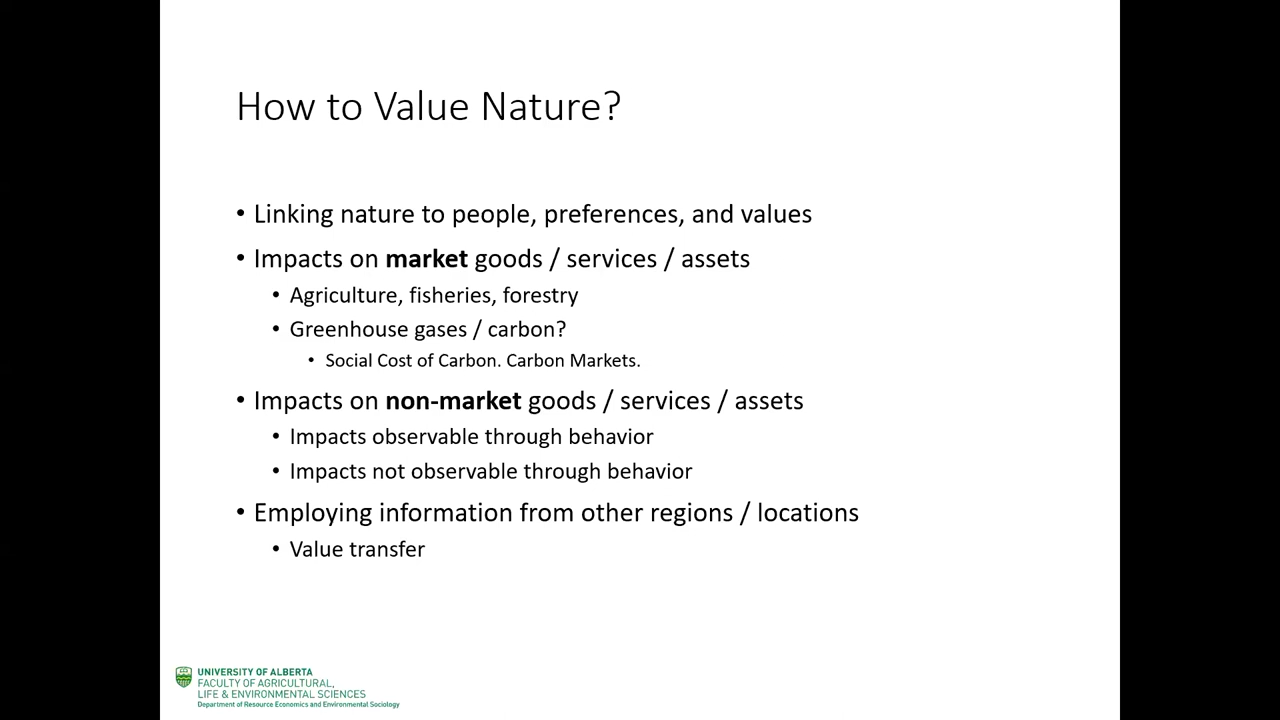 How to Value Nature?
• Linking nature to people, preferences, and values
• Impacts on market goods / services / assets
• Agriculture, fisheries, forestry
• Greenhouse gases / carbon?
• Social Cost of Carbon. Carbon Markets.
• Impacts on non-market goods / services / assets
• Impacts observable through behavior
• Impacts not observable through behavior
• Employing information from other regions / locations
• Value transfer
UNIVERSITY OF ALBERTA
FACULTY OF AGRICULTURAL,
LIFE & ENVIRONMENTAL SCIENCES
Department of Resource Economics and Environmental Sociology